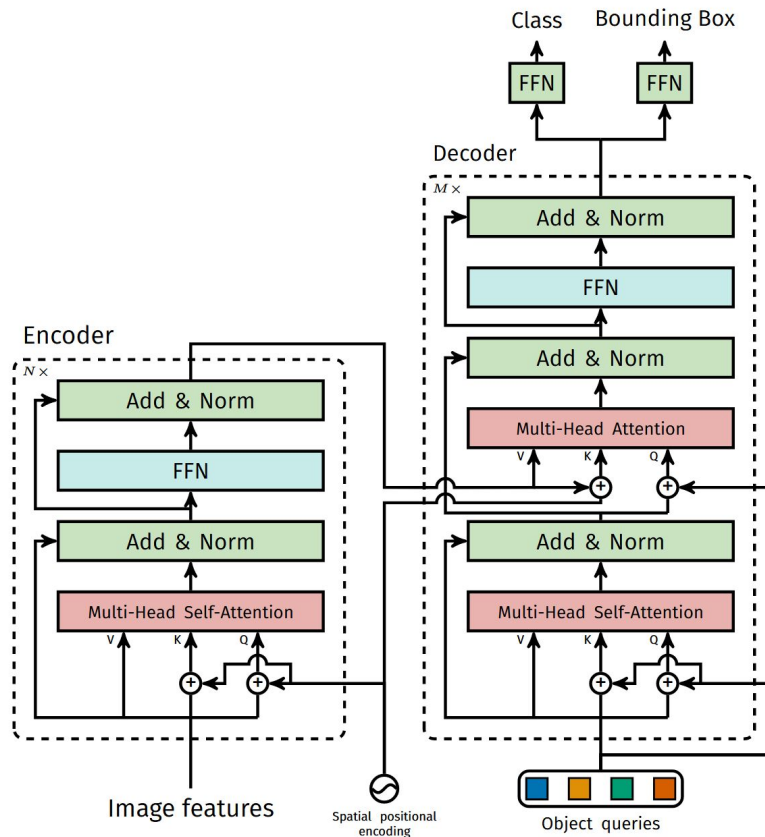 Class
Bounding Box
FFN
FFN
Decoder
M ×
Add & Norm
FFN
Add & Norm
Multi-Head Attention
V
K
Q
Add & Norm
Multi-Head Self-Attention
V
K
Q
Object queries
Encoder
N ×
Add & Norm
FFN
Add & Norm
Multi-Head Self-Attention
V
K
Q
Image features
Spatial positional
encoding